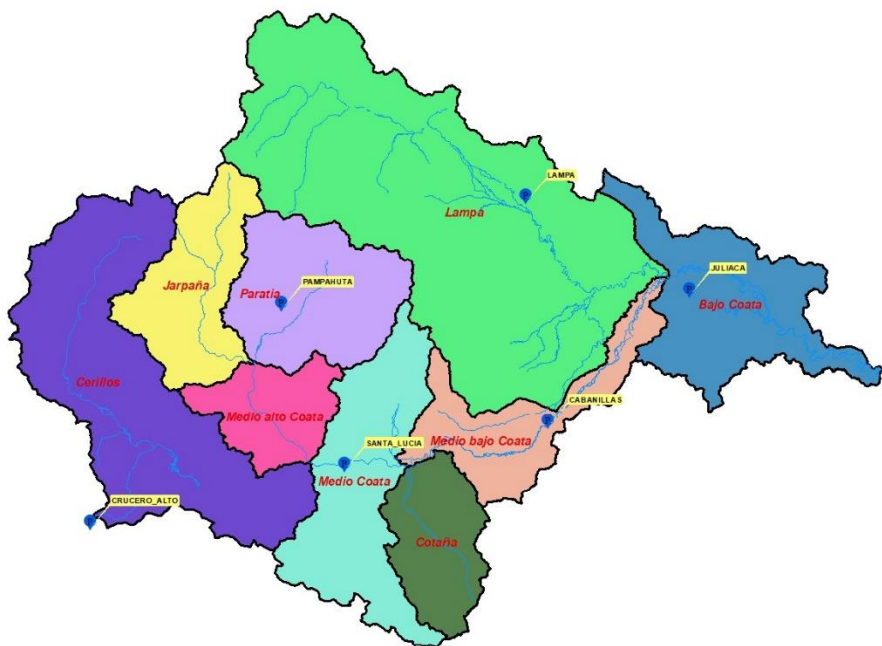 LAMPA
Lampa
JULIACA
Bajo Coata
Jarpaña
Paratia
PAMPAHUTA
Cerillos
Medio alto Coata
CABANILLAS
Medio bajo Coata
SANTA_LUCIA
Medio Coata
CRUCERO_ALTO
Cotaña
P
P
P
P
P
P